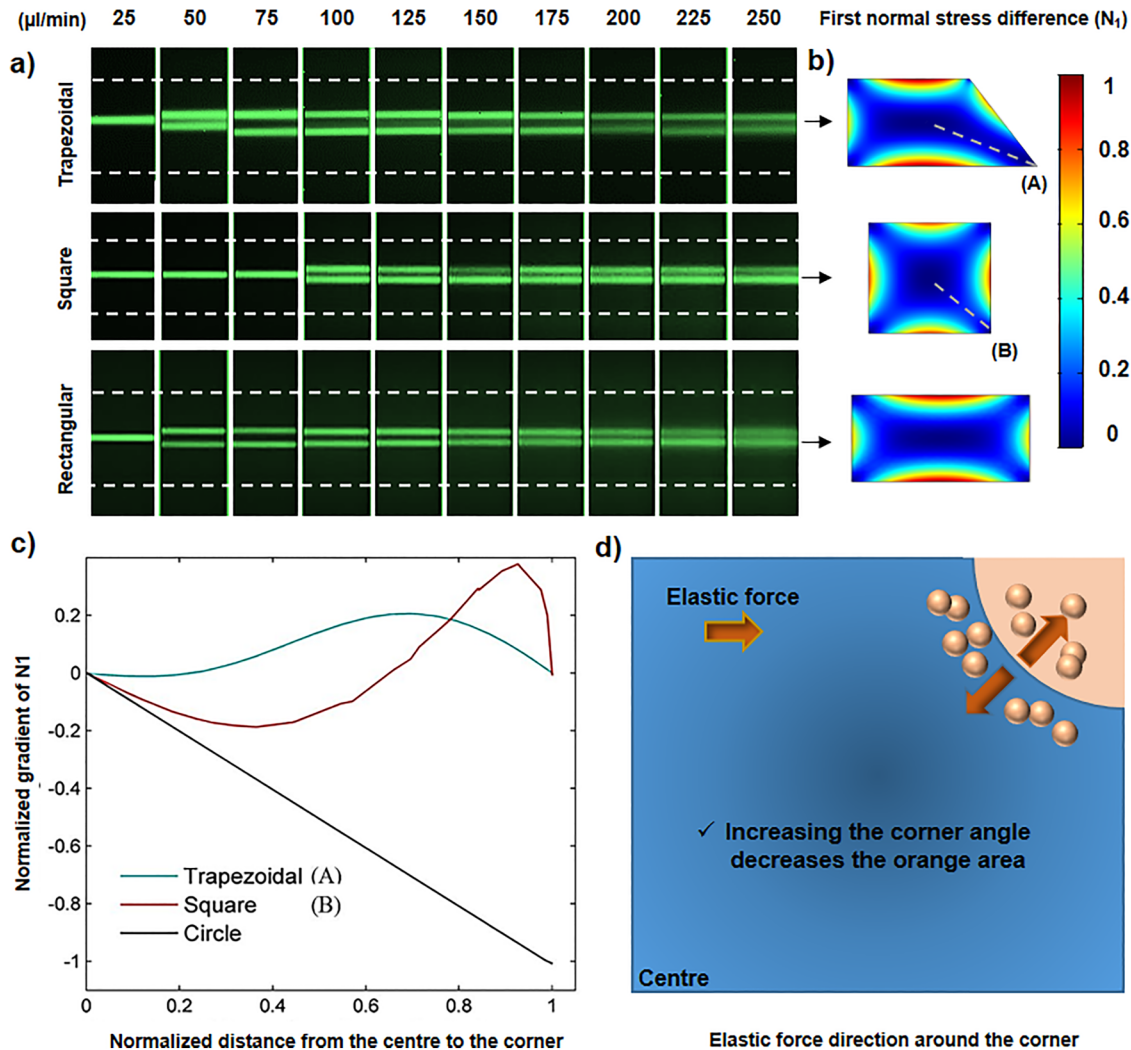 (µl/min) 25 50 75 100 125 150 175 200 225 250 First normal stress difference (N₁)
a)
b)
Trapezoidal
Square
Rectangular
(A)
(B)
1
0.8
0.6
0.4
0.2
0
c)
0.2
0
-0.2
-0.4
-0.6
-0.8
-1
Normalized gradient of N1
Trapezoidal (A)
Square (B)
Circle
0 0.2 0.4 0.6 0.8 1
Normalized distance from the centre to the corner
d)
Elastic force
✓ Increasing the corner angle
decreases the orange area
Centre
Elastic force direction around the corner